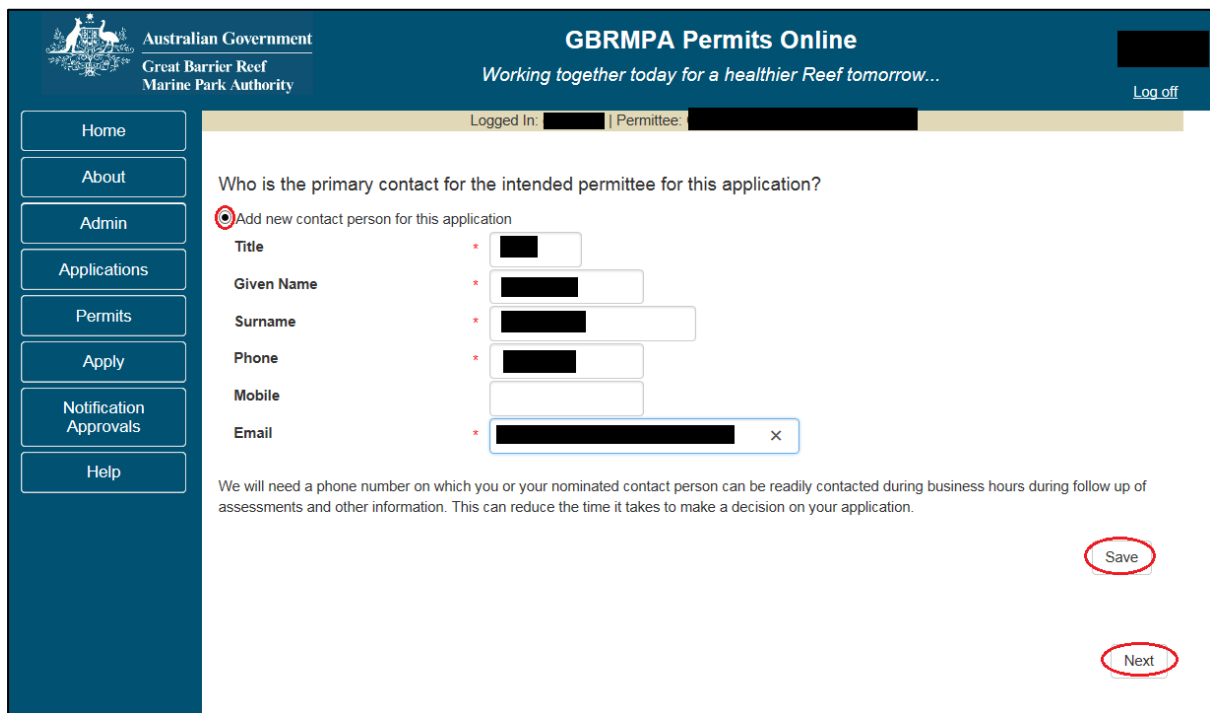 Australian Government
Great Barrier Reef
Marine Park Authority
GBRMPA Permits Online
Working together today for a healthier Reef tomorrow...
Log off
Logged In: | Permittee:
Home
About
Admin
Applications
Permits
Apply
Notification
Approvals
Help
Who is the primary contact for the intended permittee for this application?
Add new contact person for this application
Title *
Given Name *
Surname *
Phone *
Mobile
Email * ×
We will need a phone number on which you or your nominated contact person can be readily contacted during business hours during follow up of
assessments and other information. This can reduce the time it takes to make a decision on your application.
Save
Next